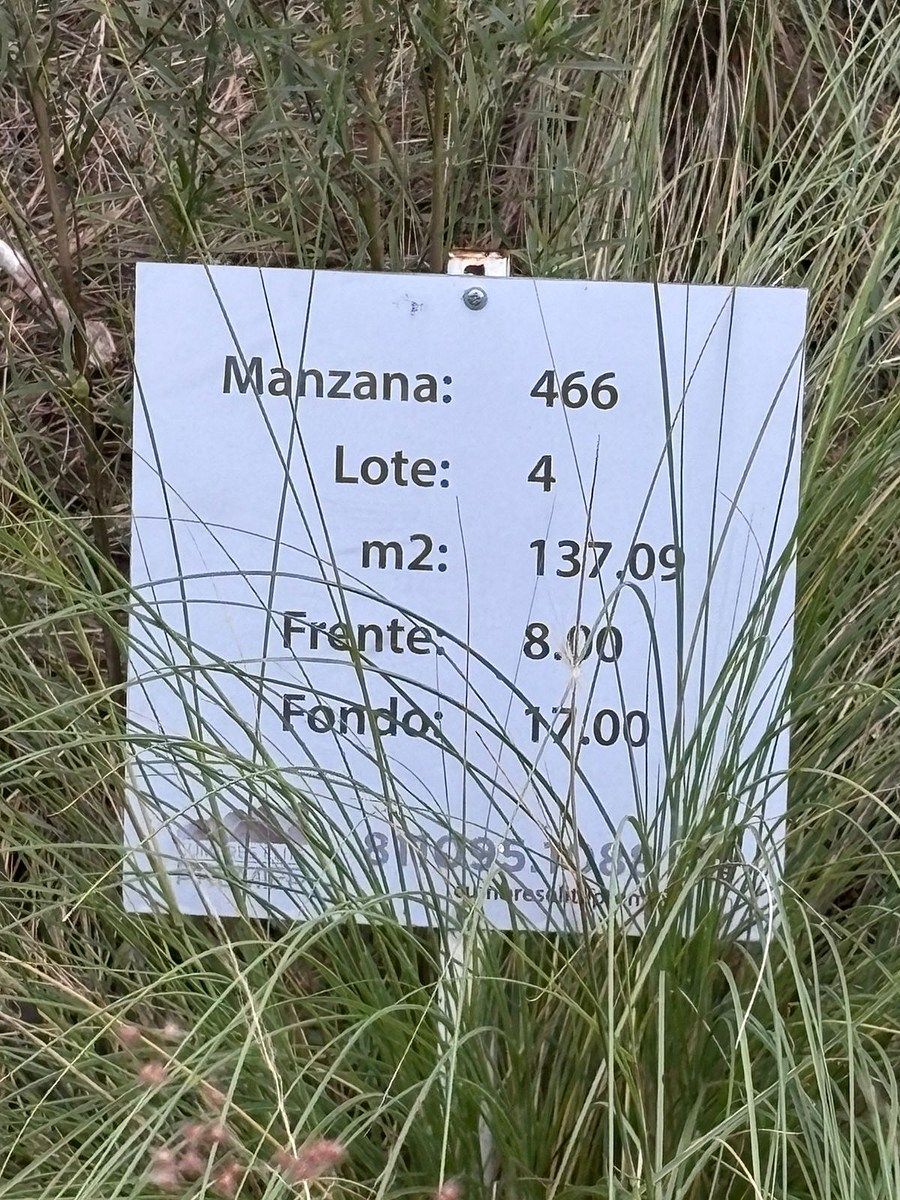 Manzana: 466
Lote: 4
m2: 137.09
Frente: 8.00
Fondo: 17.00